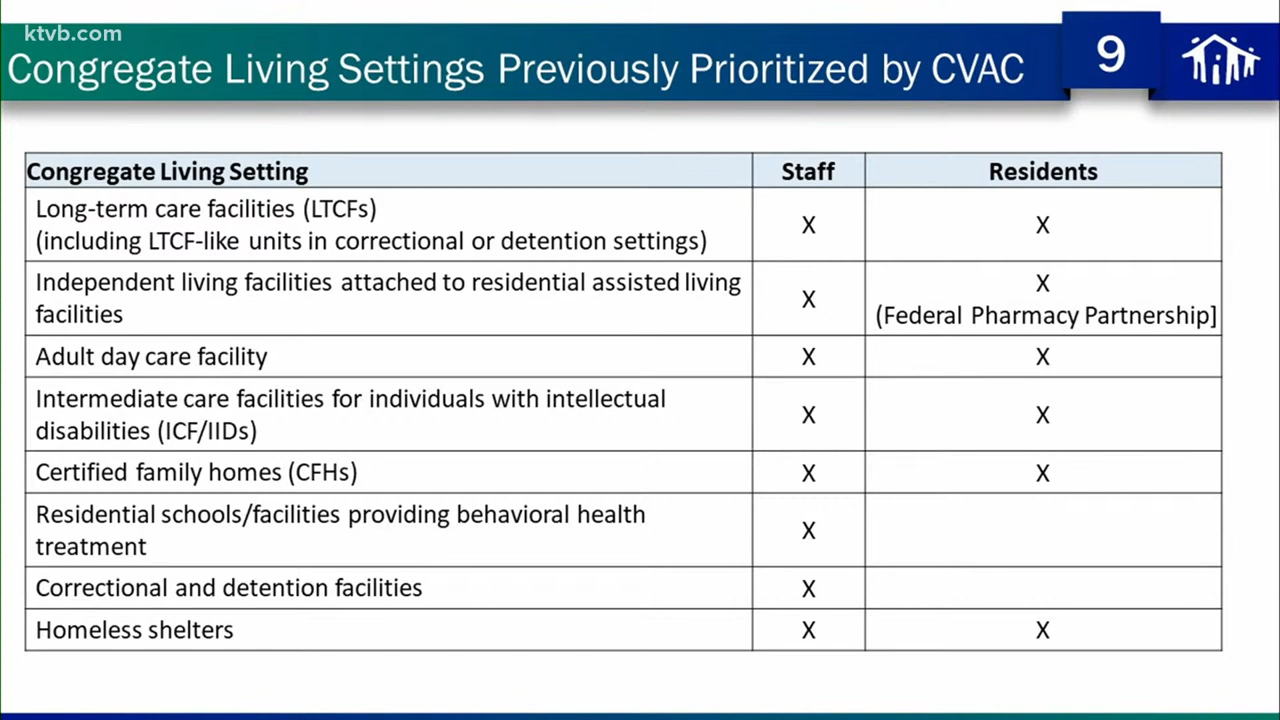 ktvb.com
Congregate Living Settings Previously Prioritized by CVAC
9
Congregate Living Setting Staff Residents
Long-term care facilities (LTCFs)
(including LTCF-like units in correctional or detention settings) X X
Independent living facilities attached to residential assisted living
facilities X X
(Federal Pharmacy Partnership]
Adult day care facility X X
Intermediate care facilities for individuals with intellectual
disabilities (ICF/IIDs) X X
Certified family homes (CFHs) X X
Residential schools/facilities providing behavioral health
treatment X
Correctional and detention facilities X
Homeless shelters X X